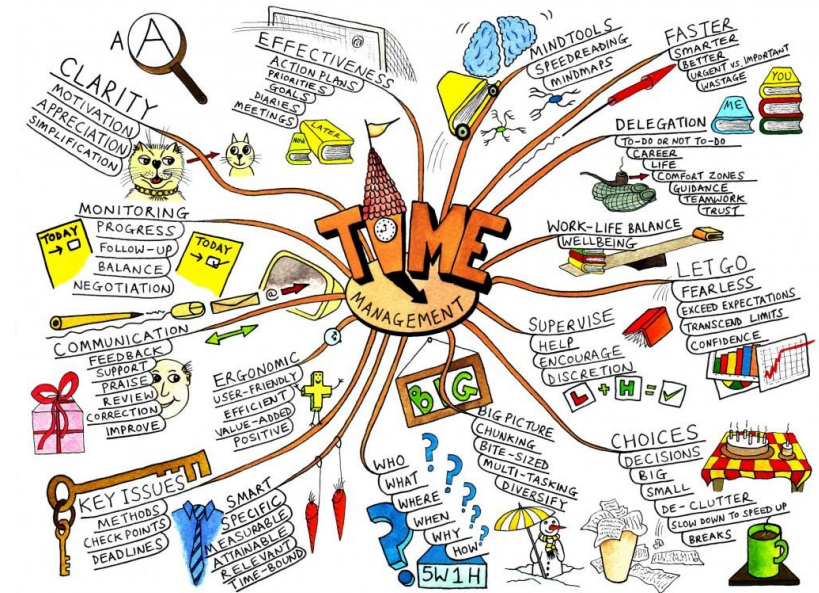 TIME
MANAGEMENT
A
A
CLARITY
MOTIVATION
APPRECIATION
SIMPLIFICATION
EFFECTIVENESS
ACTION PLANS
PRIORITIES
GOALS
DIARIES
MEETINGS
@
NOW
LATER
MINDTOOLS
SPEEDREADING
MINDMAPS
FASTER
SMARTER
BETTER
URGENT VS. IMPORTANT
WASTAGE
ME
YOU
DELEGATION
TO-DO OR NOT TO-DO
CAREER
LIFE
COMFORT ZONES
GUIDANCE
TEAMWORK
TRUST
WORK-LIFE BALANCE
WELLBEING
LET GO
FEARLESS
EXCEED EXPECTATIONS
TRANSCEND LIMITS
CONFIDENCE
SUPERVISE
HELP
ENCOURAGE
DISCRETION
L + H = ✓
CHOICES
DECISIONS
BIG
SMALL
DE-CLUTTER
SLOW DOWN TO SPEED UP
BREAKS
BIG
BIG PICTURE
CHUNKING
BITE-SIZED
MULTI-TASKING
DIVERSIFY
WHO
WHAT
WHERE
WHEN
WHY
HOW
? ? ? ? ? ?
5W1H
SMART
SPECIFIC
MEASURABLE
ATTAINABLE
RELEVANT
TIME-BOUND
KEY ISSUES
METHODS
CHECKPOINTS
DEADLINES
ERGONOMIC
USER-FRIENDLY
EFFICIENT
VALUE-ADDED
POSITIVE
COMMUNICATION
FEEDBACK
SUPPORT
PRAISE
REVIEW
CORRECTION
IMPROVE
@
MONITORING
PROGRESS
FOLLOW-UP
BALANCE
NEGOTIATION
TODAY
TODAY